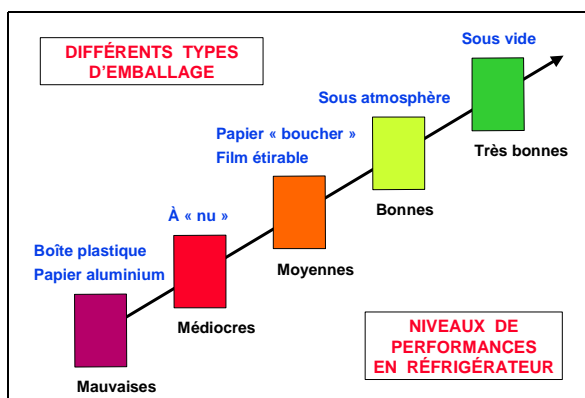 DIFFÉRENTS TYPES
D'EMBALLAGE
Sous vide
Sous atmosphère
Papier « boucher »
Film étirable
Très bonnes
À « nu »
Bonnes
Boîte plastique
Papier aluminium
Moyennes
Médiocres
Mauvaises
NIVEAUX DE
PERFORMANCES
EN RÉFRIGÉRATEUR